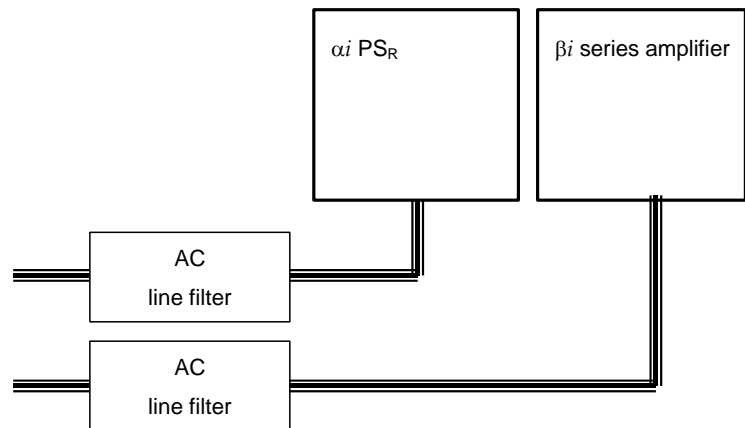 αi PSR
βi series amplifier
AC
line filter
AC
line filter